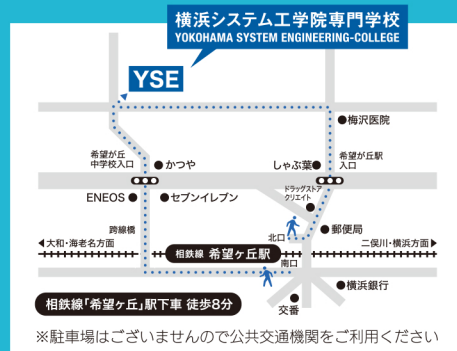 横浜システム工学院専門学校
YOKOHAMA SYSTEM ENGINEERING-COLLEGE
YSE
梅沢医院
希望が丘
中学校入口
かつや
しゃぶ葉
希望が丘駅
入口
ENEOS
セブンイレブン
ドラッグストア
クリエイト
跨線橋
北口
郵便局
大和・海老名方面
相鉄線 希望ヶ丘駅
南口
二俣川・横浜方面
相鉄線「希望ヶ丘」駅下車 徒歩8分
横浜銀行
交番
※駐車場はございませんので公共交通機関をご利用ください